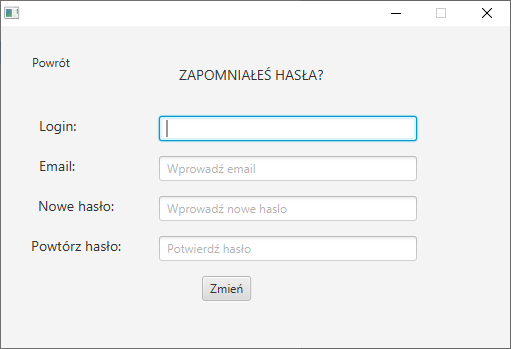 Powrót
ZAPOMNIAŁEŚ HASŁA?
Login:
Email: Wprowadź email
Nowe hasło: Wprowadź nowe haslo
Powtórz hasło: Potwierdź hasło
Zmień